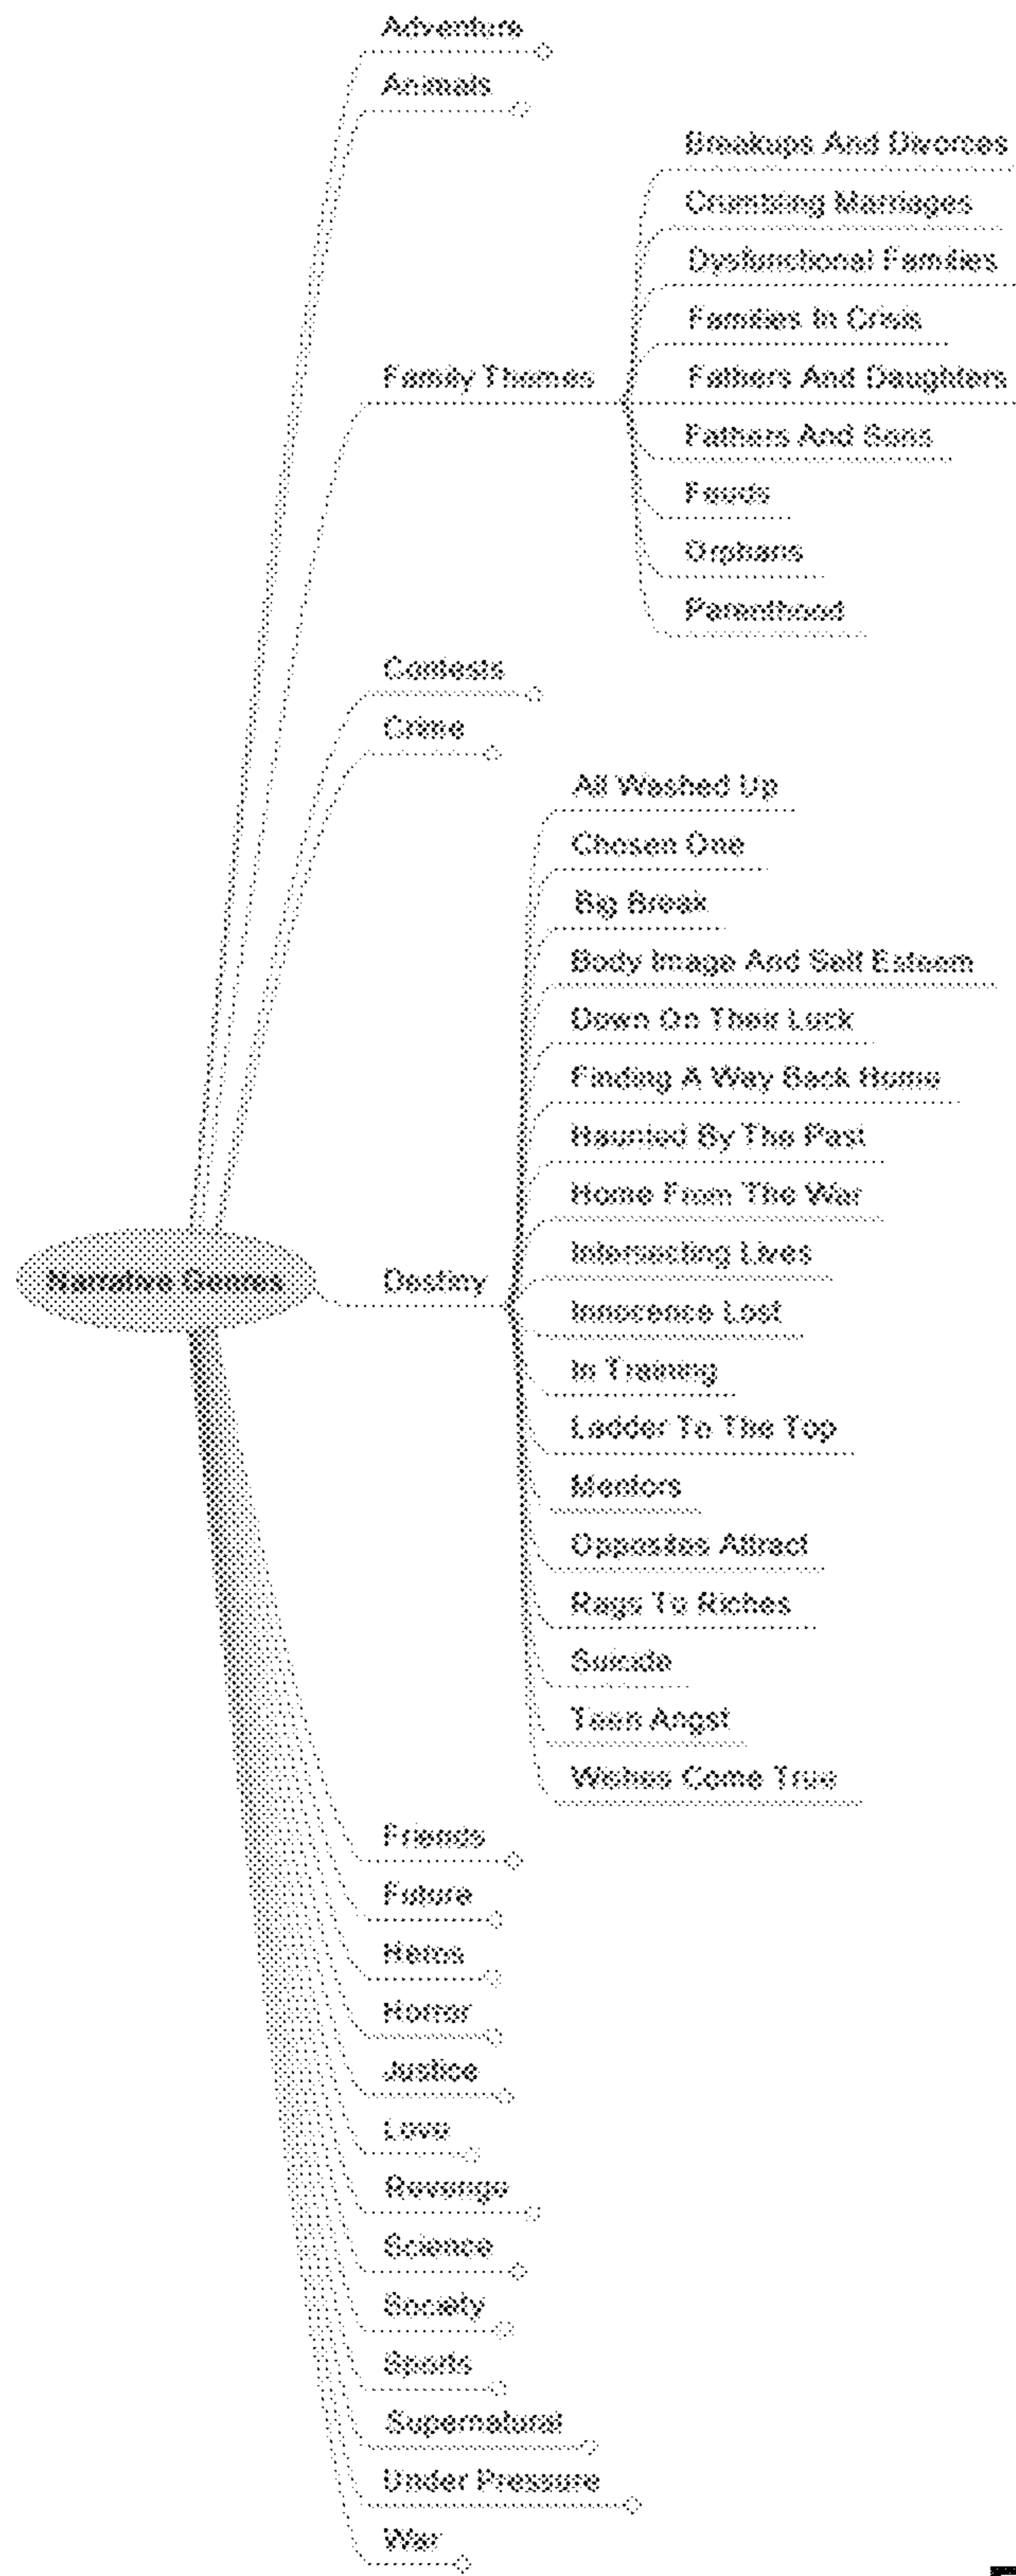 Adventure
Animals
Breakups And Divorces
Crumbling Marriages
Dysfunctional Families
Families In Crisis
Family Themes
Fathers And Daughters
Fathers And Sons
Feuds
Orphans
Parenthood
Contests
Crime
All Washed Up
Chosen One
Big Break
Body Image And Self Esteem
Down On Their Luck
Finding A Way Back Home
Haunted By The Past
Home From The War
Intersecting Lives
Narrative Genres
Destiny
Innocence Lost
In Training
Ladder To The Top
Mentors
Opposites Attract
Rags To Riches
Suicide
Teen Angst
Wishes Come True
Friends
Future
Heros
Horror
Justice
Love
Revenge
Science
Society
Sports
Supernatural
Under Pressure
War